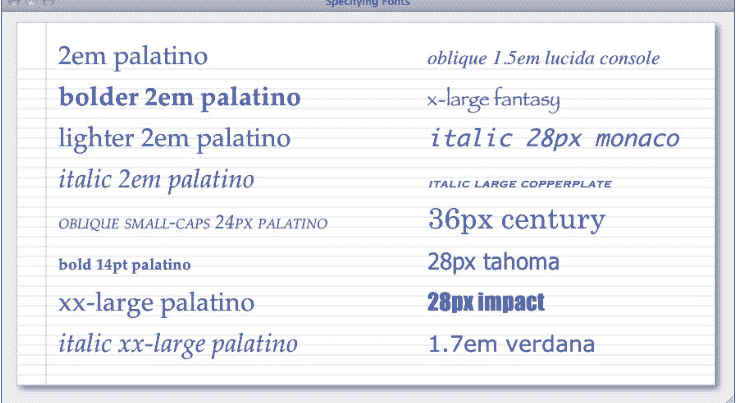 Specifying Fonts
2em palatino
bolder 2em palatino
lighter 2em palatino
italic 2em palatino
OBLIQUE SMALL-CAPS 24PX PALATINO
bold 14pt palatino
xx-large palatino
italic xx-large palatino
oblique 1.5em lucida console
x-large fantasy
italic 28px monaco
ITALIC LARGE COPPERPLATE
36px century
28px tahoma
28px impact
1.7em verdana